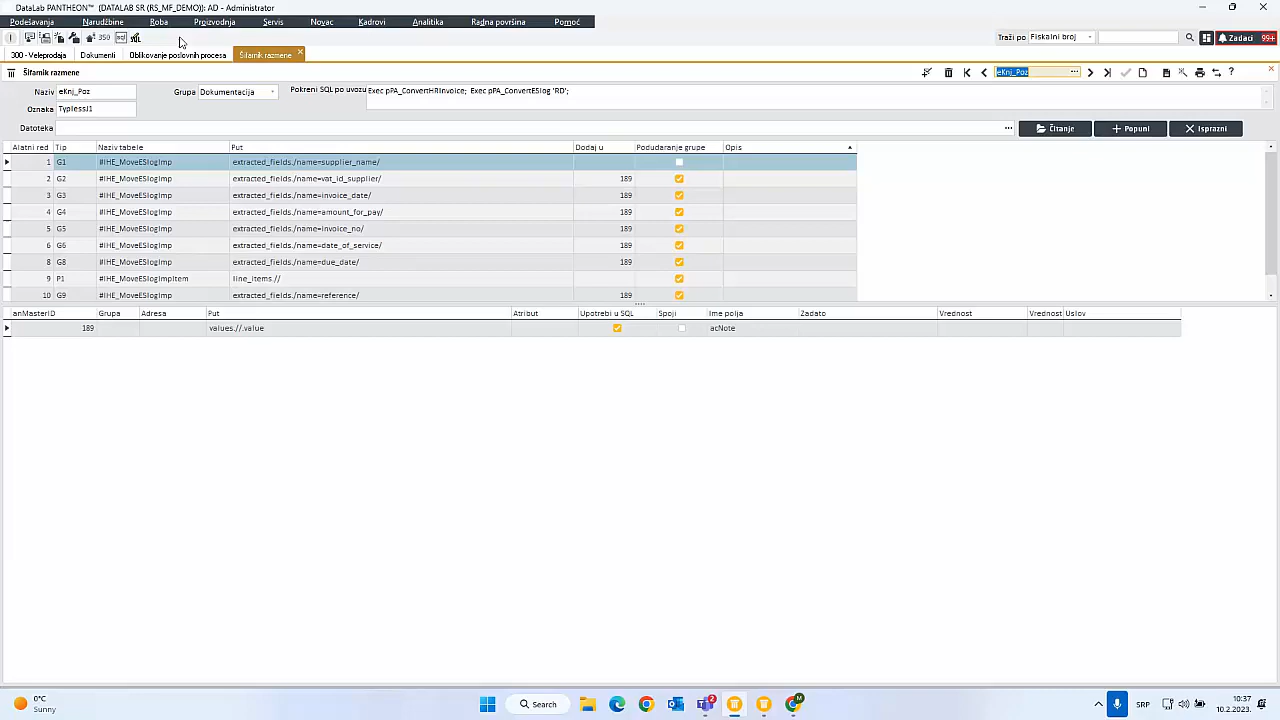 DataLab PANTHEON™ (DATALAB SR (RS_MF_DEMO)); AD - Administrator
Podešavanja Narudžbine Roba Proizvodnja Servis Novac Kadrovi Analitika Radna površina Pomoć
350 Traži po Fiskalni broj Zadaci 99+
300 - Veleprodaja Dokumenti Oblikovanje poslovnih procesa Šifarnik razmene
Šifarnik razmene eKnj_Poz
Naziv eKnj_Poz Grupa Dokumentacija Pokreni SQL po uvozu Exec pPA_ConvertHRInvoice; Exec pPA_ConvertESlog 'RD';
Oznaka TyplessJ1
Datoteka Čitanje Popuni Isprazni
Alatni red Tip Naziv tabele Put Dodaj u Podudaranje grupe Opis
1 G1 #IHE_MoveESlogImp extracted_fields./name=supplier_name/
2 G2 #IHE_MoveESlogImp extracted_fields./name=vat_id_supplier/ 189
3 G3 #IHE_MoveESlogImp extracted_fields./name=invoice_date/ 189
4 G4 #IHE_MoveESlogImp extracted_fields./name=amount_for_pay/ 189
5 G5 #IHE_MoveESlogImp extracted_fields./name=invoice_no/ 189
6 G6 #IHE_MoveESlogImp extracted_fields./name=date_of_service/ 189
8 G8 #IHE_MoveESlogImp extracted_fields./name=due_date/ 189
9 P1 #IHE_MoveESlogImpItem line_items.//
10 G9 #IHE_MoveESlogImp extracted_fields./name=reference/ 189
anMasterID Grupa Adresa Put Atribut Upotrebi u SQL Spoji Ime polja Zadato Vrednost Vrednost Uslov
189 values.//.value acNote
0°C
Sunny
Search
2
M
SRP
10:37
10.2.2023.